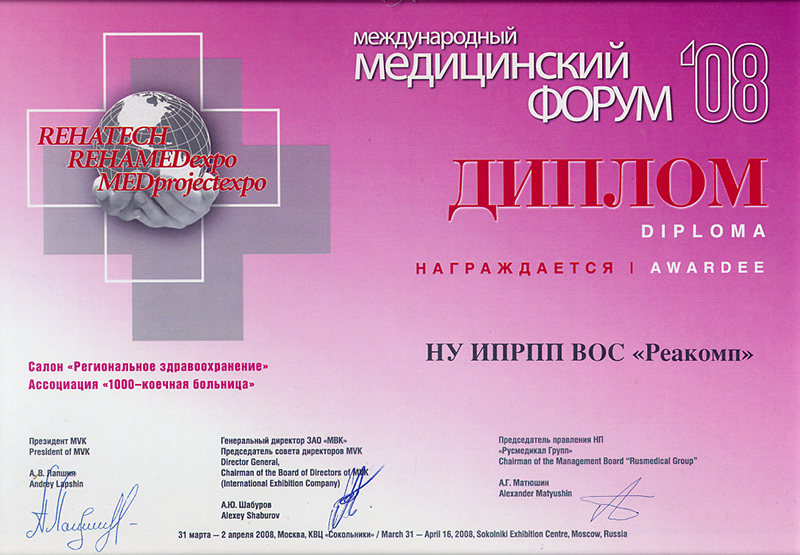 международный
МЕДИЦИНСКИЙ
ФОРУМ '08
REHATECH
REHAMEDexpo
MEDprojectexpo
ДИПЛОМ
DIPLOMA
НАГРАЖДАЕТСЯ | AWARDEE
НУ ИПРПП ВОС «Реакомп»
Салон «Региональное здравоохранение»
Ассоциация «1000–коечная больница»
Президент MVK
President of MVK
А. В. Лапшин
Andrey Lapshin
Генеральный директор ЗАО «МВК»
Председатель совета директоров MVK
Director General,
Chairman of the Board of Directors of MVK
(International Exhibition Company)
А.Ю. Шабуров
Alexey Shaburov
Председатель правления НП
«Русмедикал Групп»
Chairman of the Management Board "Rusmedical Group"
А.Г. Матюшин
Alexander Matyushin
31 марта — 2 апреля 2008, Москва, КВЦ «Сокольники» / March 31 — April 16, 2008, Sokolniki Exhibition Centre, Moscow, Russia